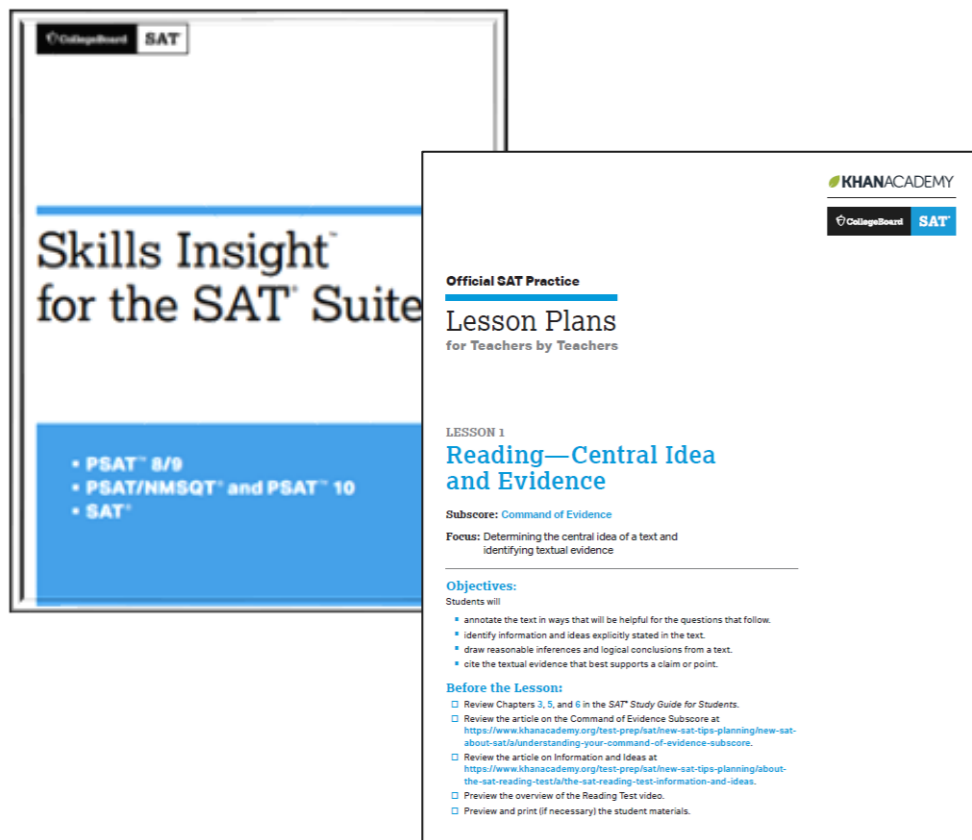 CollegeBoard SAT®
Skills Insight™
for the SAT® Suite
▪ PSAT™ 8/9
▪ PSAT/NMSQT® and PSAT™ 10
▪ SAT®
KHANACADEMY
CollegeBoard SAT®
Official SAT Practice
Lesson Plans
for Teachers by Teachers
LESSON 1
Reading—Central Idea
and Evidence
Subscore: Command of Evidence
Focus: Determining the central idea of a text and
identifying textual evidence
Objectives:
Students will
▪ annotate the text in ways that will be helpful for the questions that follow.
▪ identify information and ideas explicitly stated in the text.
▪ draw reasonable inferences and logical conclusions from a text.
▪ cite the textual evidence that best supports a claim or point.
Before the Lesson:
□ Review Chapters 3, 5, and 6 in the SAT® Study Guide for Students.
□ Review the article on the Command of Evidence Subscore at
https://www.khanacademy.org/test-prep/sat/new-sat-tips-planning/new-sat-
about-sat/a/understanding-your-command-of-evidence-subscore.
□ Review the article on Information and Ideas at
https://www.khanacademy.org/test-prep/sat/new-sat-tips-planning/about-
the-sat-reading-test/a/the-sat-reading-test-information-and-ideas.
□ Preview the overview of the Reading Test video.
□ Preview and print (if necessary) the student materials.